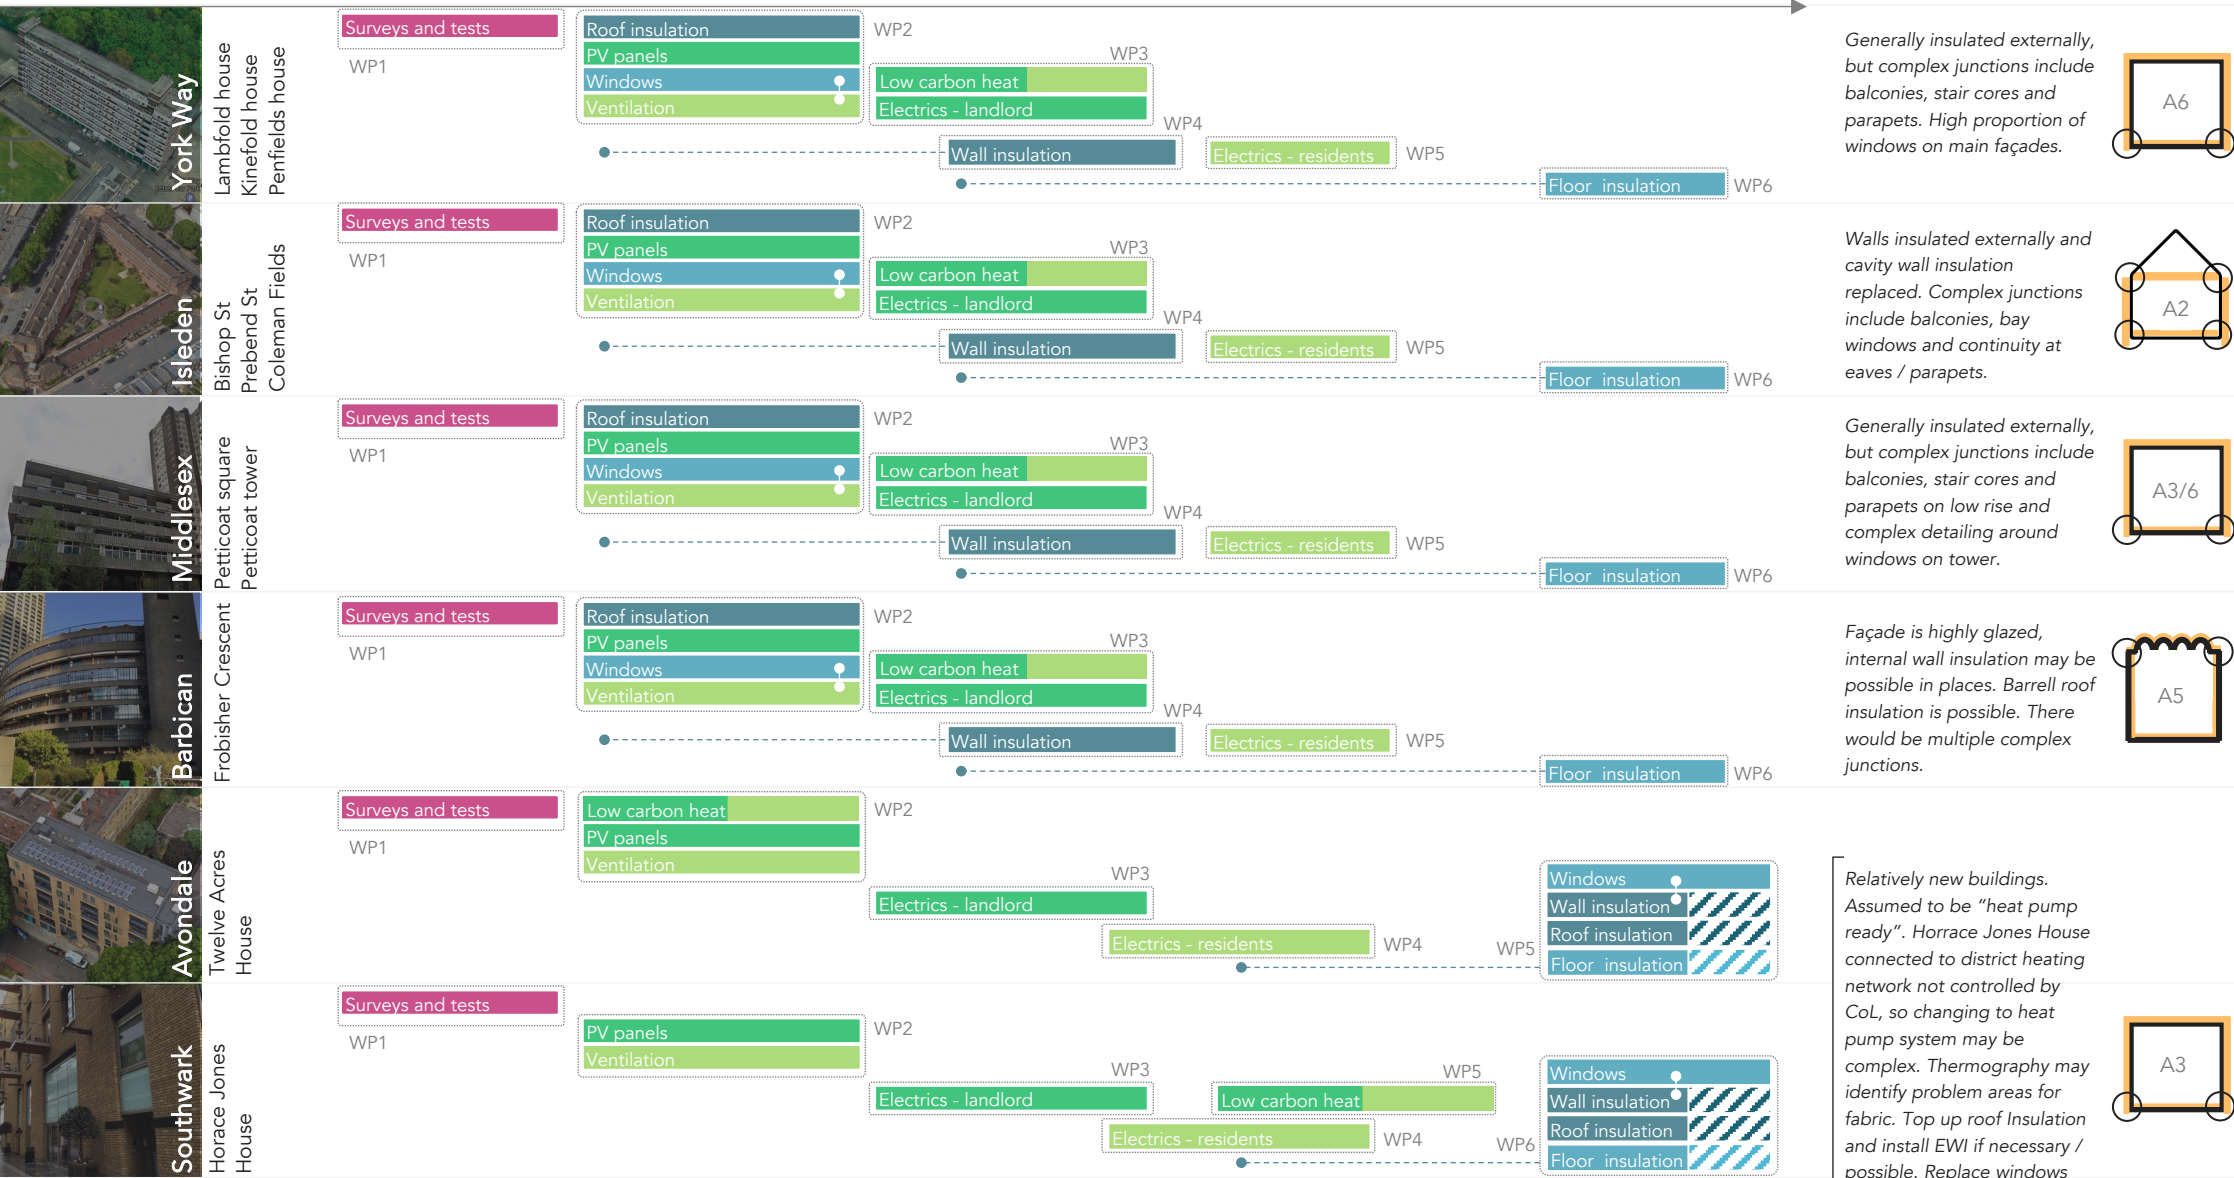 York Way
Lambfold house
Kinefold house
Penfields house
Surveys and tests
WP1
Roof insulation
PV panels
Windows
Ventilation
WP2
WP3
Low carbon heat
Electrics - landlord
WP4
Wall insulation
Electrics - residents
WP5
Floor insulation
WP6
Generally insulated externally,
but complex junctions include
balconies, stair cores and
parapets. High proportion of
windows on main façades.
A6
Isleden
Bishop St
Prebend St
Coleman Fields
Surveys and tests
WP1
Roof insulation
PV panels
Windows
Ventilation
WP2
WP3
Low carbon heat
Electrics - landlord
WP4
Wall insulation
Electrics - residents
WP5
Floor insulation
WP6
Walls insulated externally and
cavity wall insulation
replaced. Complex junctions
include balconies, bay
windows and continuity at
eaves / parapets.
A2
Middlesex
Petticoat square
Petticoat tower
Surveys and tests
WP1
Roof insulation
PV panels
Windows
Ventilation
WP2
WP3
Low carbon heat
Electrics - landlord
WP4
Wall insulation
Electrics - residents
WP5
Floor insulation
WP6
Generally insulated externally,
but complex junctions include
balconies, stair cores and
parapets on low rise and
complex detailing around
windows on tower.
A3/6
Barbican
Frobisher Crescent
Surveys and tests
WP1
Roof insulation
PV panels
Windows
Ventilation
WP2
WP3
Low carbon heat
Electrics - landlord
WP4
Wall insulation
Electrics - residents
WP5
Floor insulation
WP6
Façade is highly glazed,
internal wall insulation may be
possible in places. Barrell roof
insulation is possible. There
would be multiple complex
junctions.
A5
Avondale
Twelve Acres
House
Surveys and tests
WP1
Low carbon heat
PV panels
Ventilation
WP2
WP3
Electrics - landlord
Electrics - residents
WP4
WP5
Windows
Wall insulation
Roof insulation
Floor insulation
Southwark
Horace Jones
House
Surveys and tests
WP1
PV panels
Ventilation
WP2
WP3
Electrics - landlord
WP5
Low carbon heat
Electrics - residents
WP4
WP6
Windows
Wall insulation
Roof insulation
Floor insulation
Relatively new buildings.
Assumed to be “heat pump
ready”. Horrace Jones House
connected to district heating
network not controlled by
CoL, so changing to heat
pump system may be
complex. Thermography may
identify problem areas for
fabric. Top up roof Insulation
and install EWI if necessary /
possible. Replace windows
A3